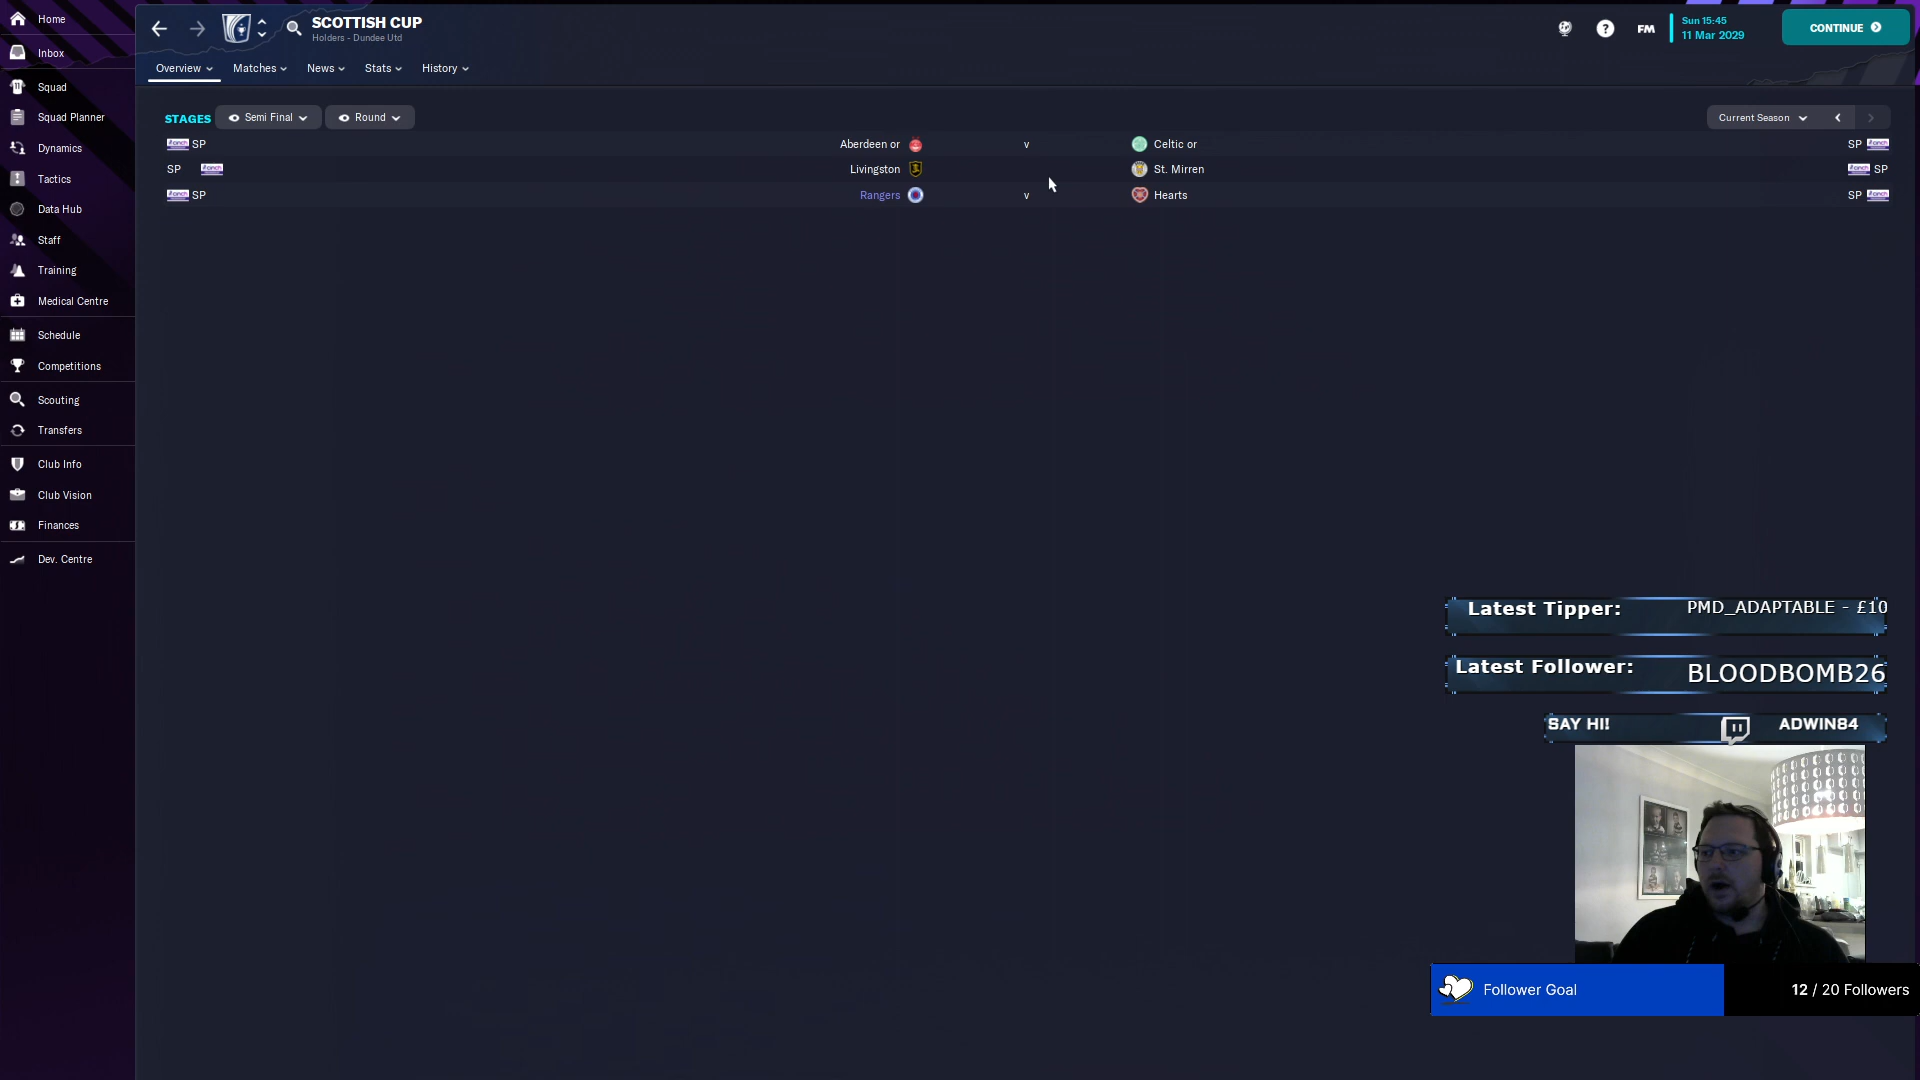 Home
Inbox
Squad
Squad Planner
Dynamics
Tactics
Data Hub
Staff
Training
Medical Centre
Schedule
Competitions
Scouting
Transfers
Club Info
Club Vision
Finances
Dev. Centre
SCOTTISH CUP
Holders - Dundee Utd
FM
Sun 15:45
11 Mar 2029
CONTINUE
Overview Matches News Stats History
STAGES Semi Final Round Current Season
SP Aberdeen or v Celtic or SP
SP Livingston St. Mirren SP
SP Rangers v Hearts SP
Latest Tipper: PMD_ADAPTABLE - £10
Latest Follower: BLOODBOMB26
SAY HI! ADWIN84
Follower Goal 12 / 20 Followers